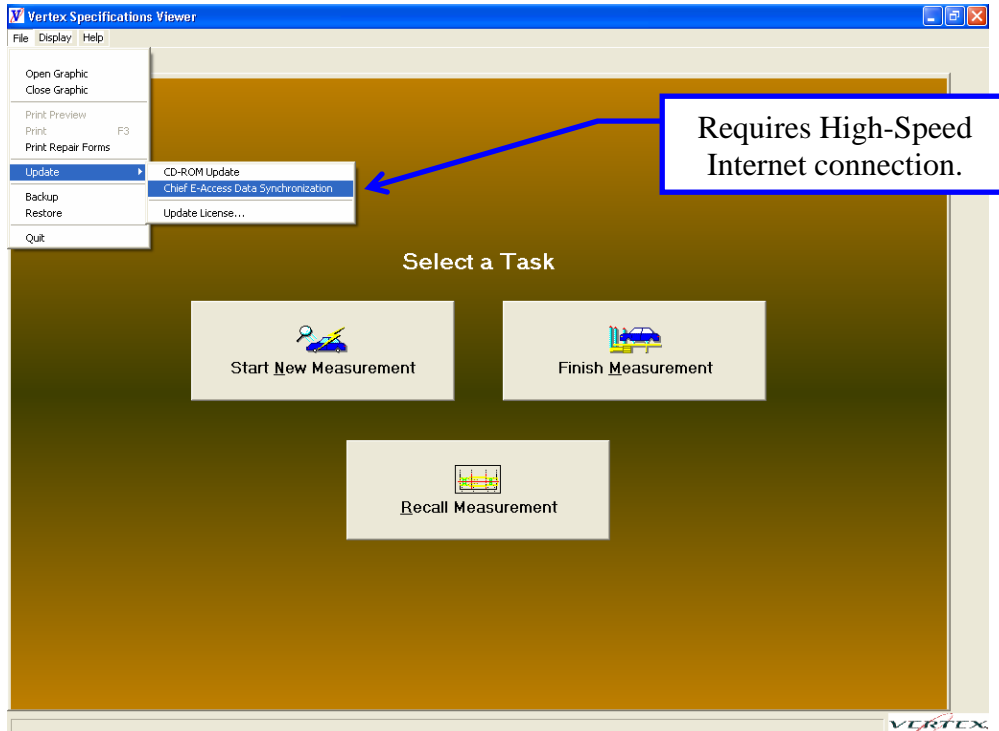 Vertex Specifications Viewer
File Display Help
Open Graphic
Close Graphic
Print Preview
Print F3
Print Repair Forms
Update
CD-ROM Update
Chief E-Access Data Synchronization
Update License...
Backup
Restore
Quit
Requires High-Speed
Internet connection.
Select a Task
Start New Measurement
Finish Measurement
Recall Measurement
VERTEX